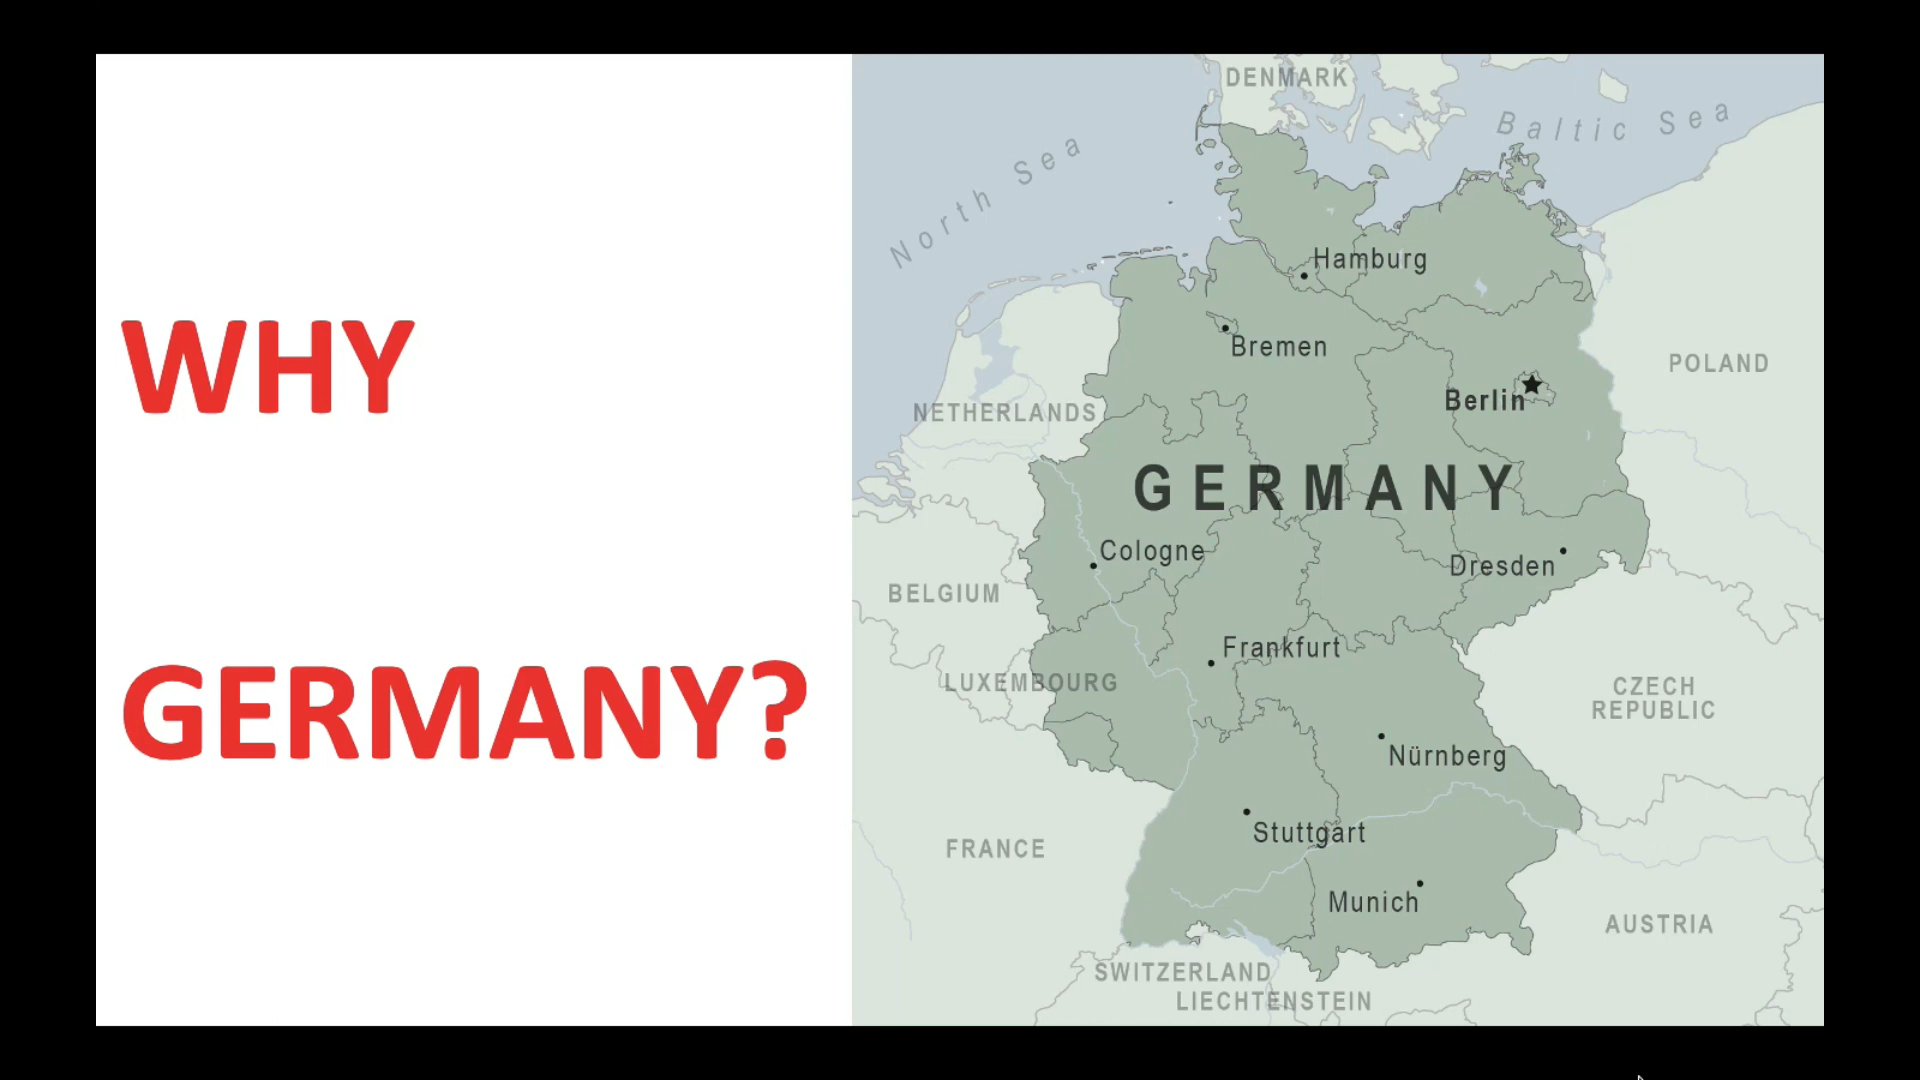 WHY
GERMANY?
DENMARK
Baltic Sea
North Sea
Hamburg
Bremen
POLAND
Berlin
NETHERLANDS
GERMANY
Cologne
Dresden
BELGIUM
Frankfurt
LUXEMBOURG
CZECH
REPUBLIC
Nürnberg
Stuttgart
FRANCE
Munich
AUSTRIA
SWITZERLAND
LIECHTENSTEIN